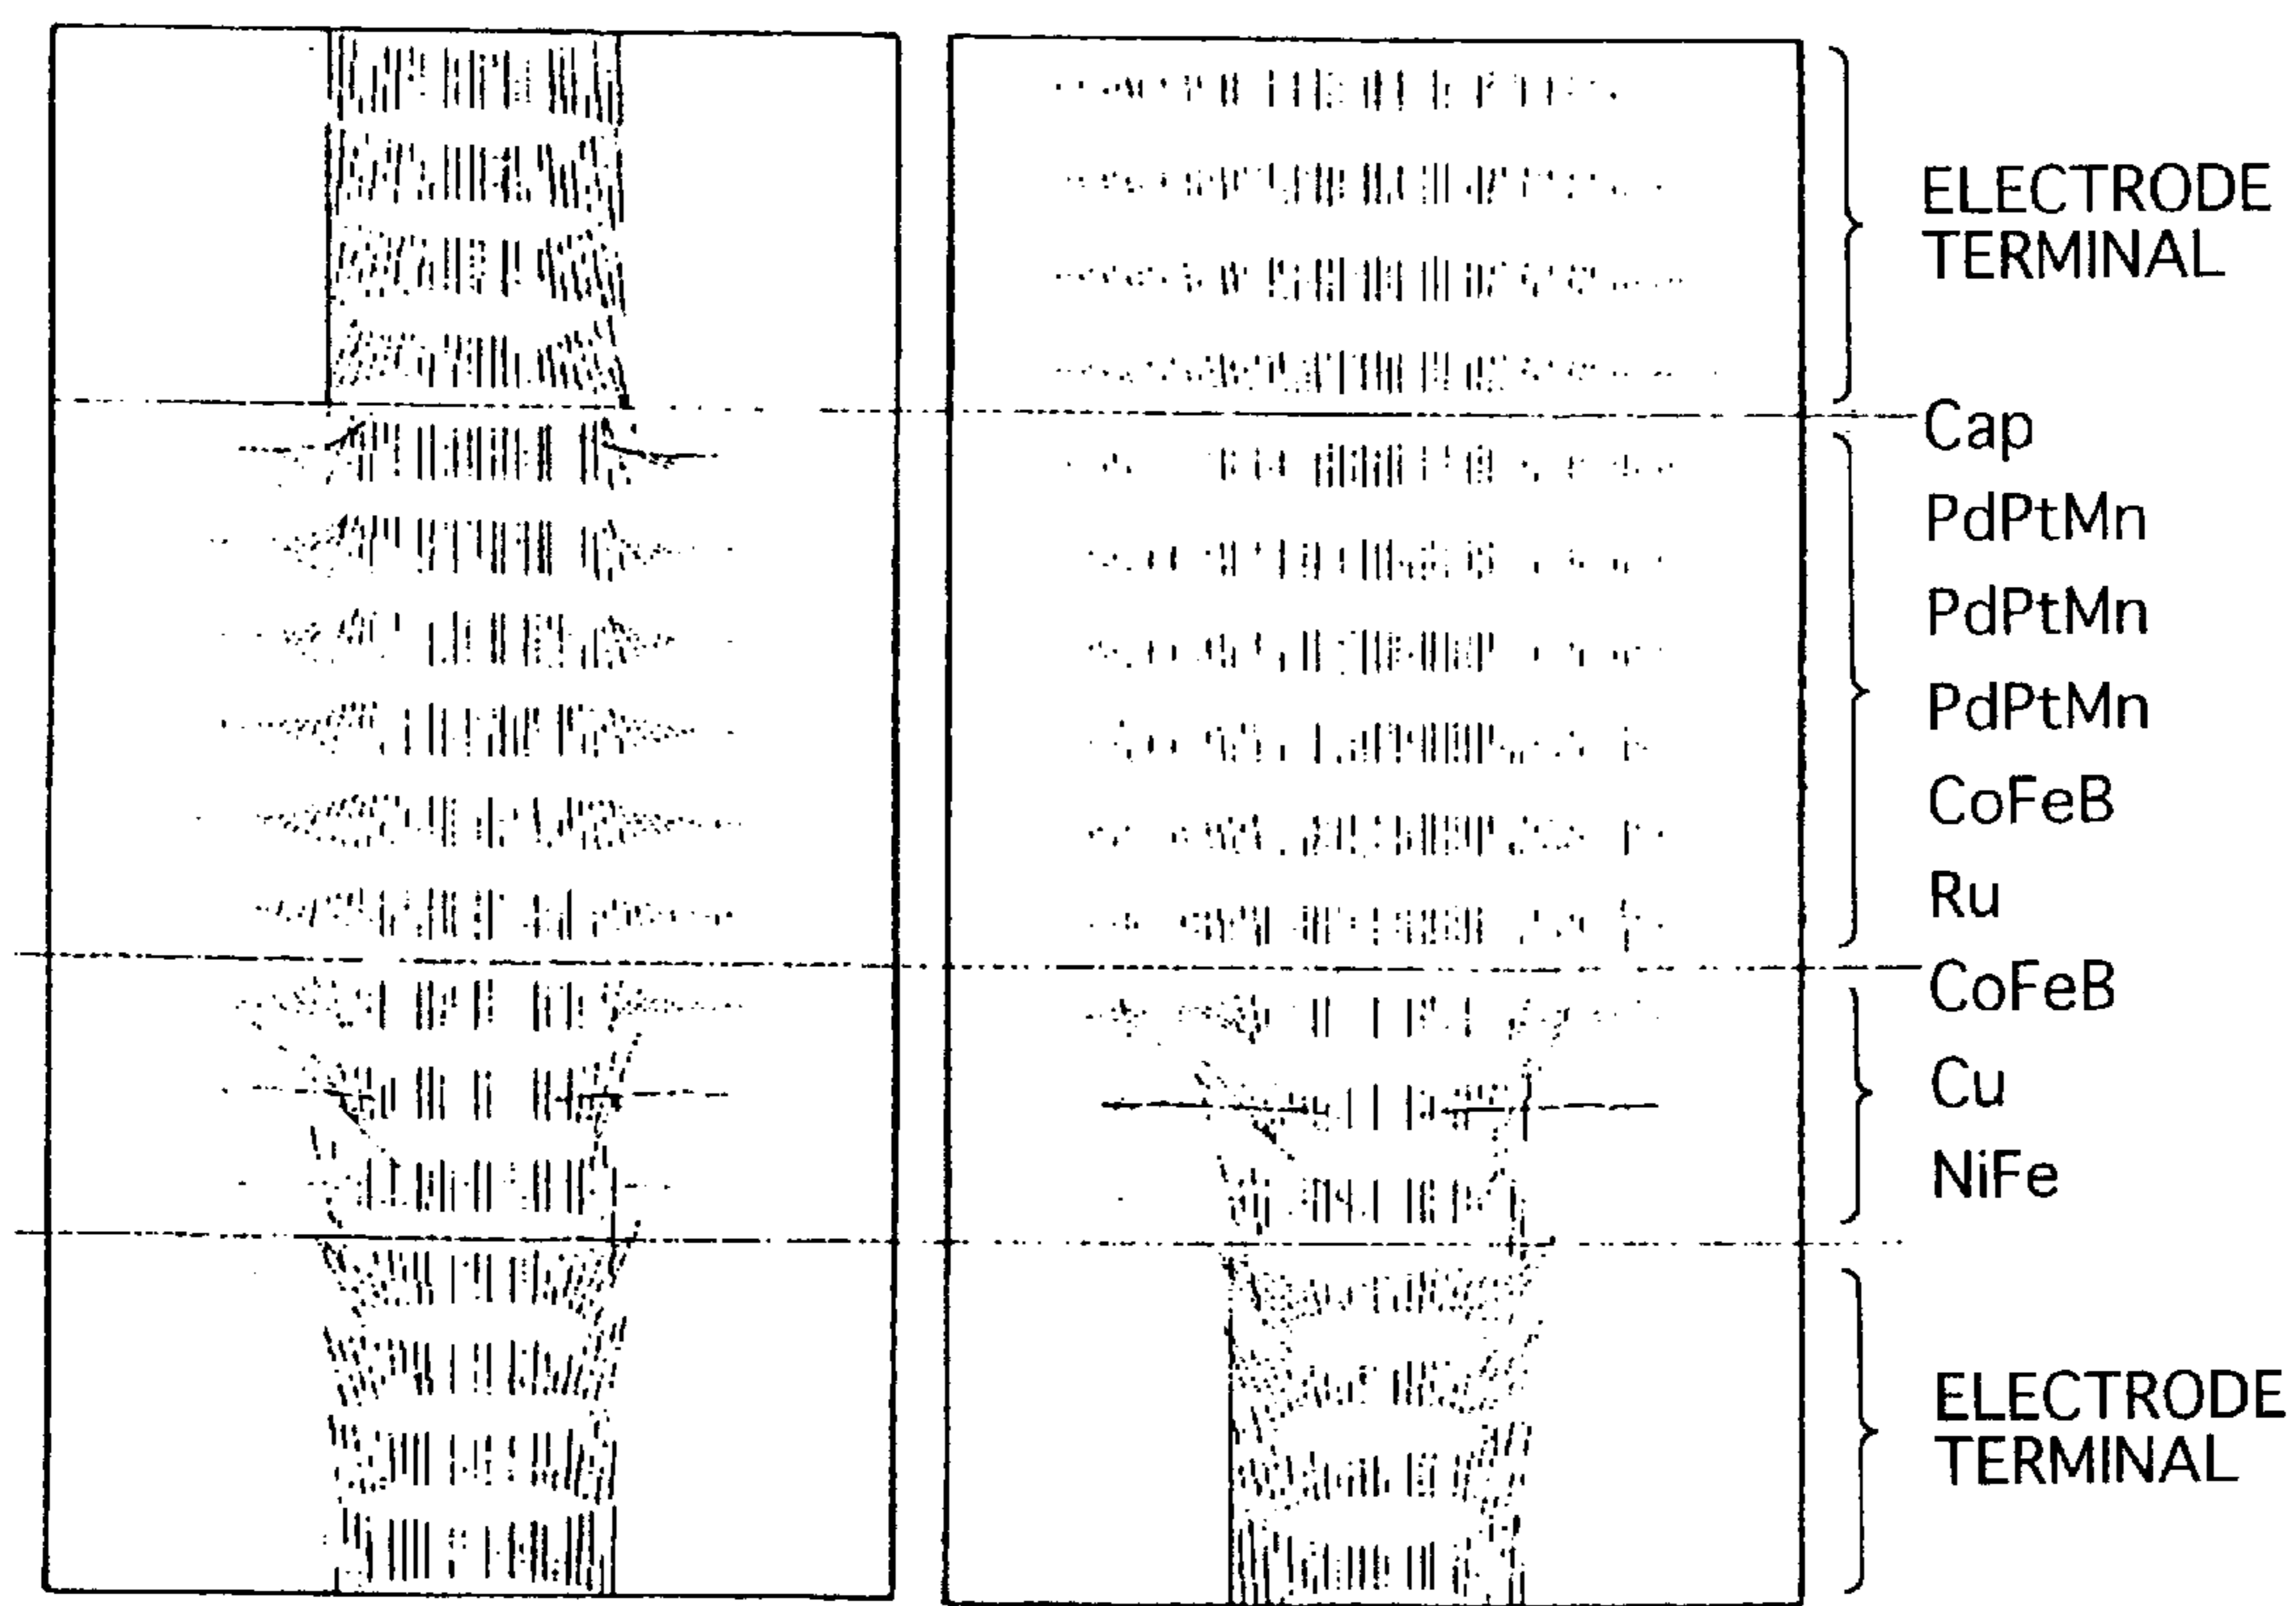 ELECTRODE
TERMINAL
Cap
PdPtMn
PdPtMn
PdPtMn
CoFeB
Ru
CoFeB
Cu
NiFe
ELECTRODE
TERMINAL